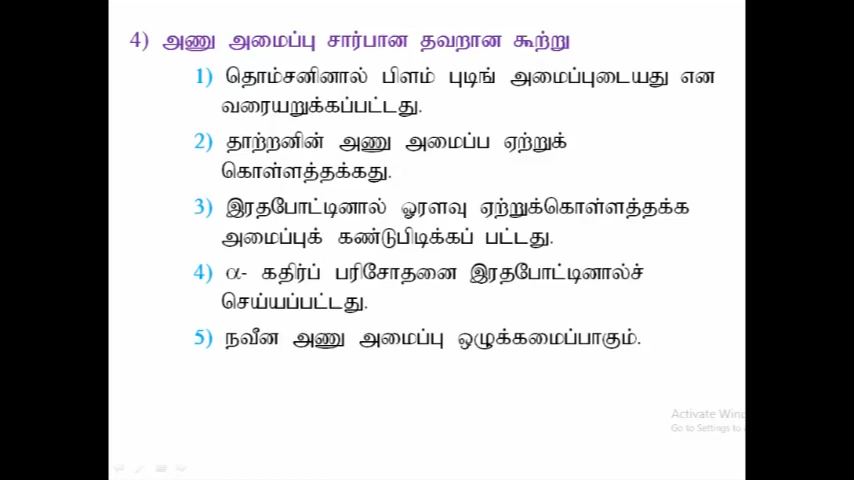 4) அணு அமைப்பு சார்பான தவறான கூற்று
1) தொம்சனினால் பிளம் புடிங் அமைப்புடையது என
வரையறுக்கப்பட்டது.
2) தாற்றனின் அணு அமைப்ப ஏற்றுக்
கொள்ளத்தக்கது.
3) இரதபோட்டினால் ஓரளவு ஏற்றுக்கொள்ளத்தக்க
அமைப்புக் கண்டுபிடிக்கப் பட்டது.
4) α- கதிர்ப் பரிசோதனை இரதபோட்டினால்ச்
செய்யப்பட்டது.
5) நவீன அணு அமைப்பு ஒழுக்கமைப்பாகும்.
Activate Wind
Go to Settings to